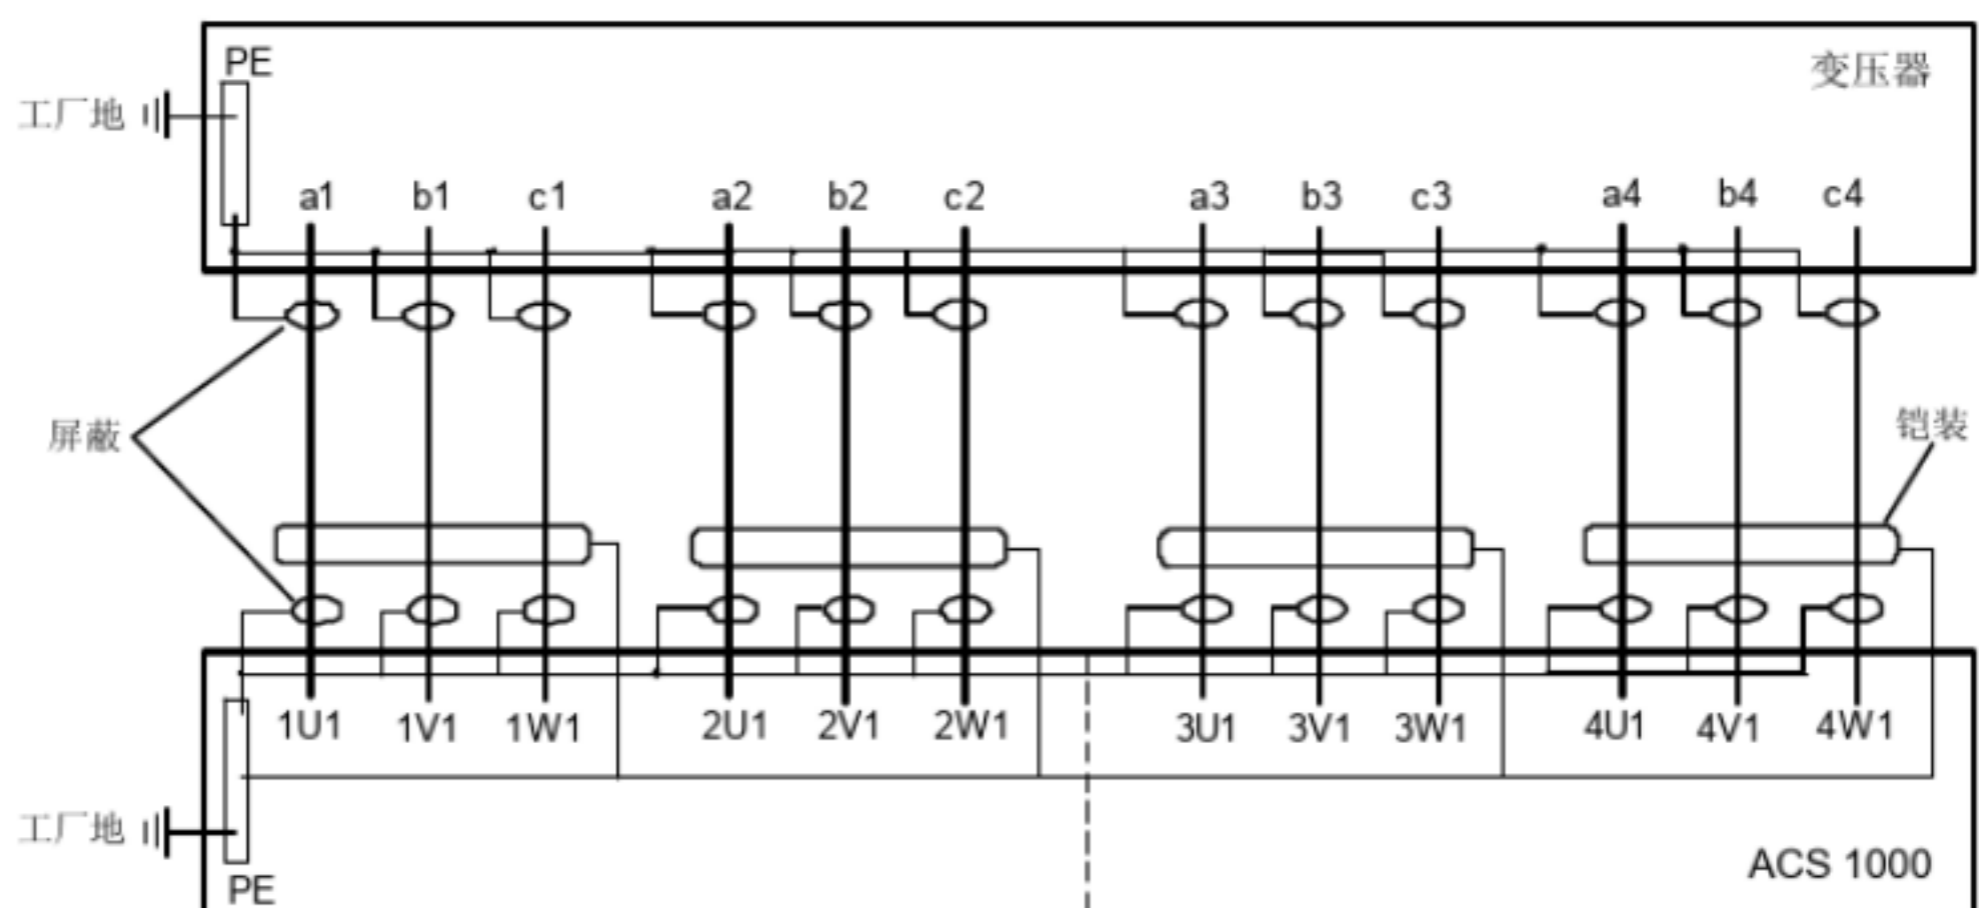 PE
变压器
工厂地
a1 b1 c1 a2 b2 c2 a3 b3 c3 a4 b4 c4
屏蔽
铠装
1U1 1V1 1W1 2U1 2V1 2W1 3U1 3V1 3W1 4U1 4V1 4W1
工厂地
ACS 1000
PE